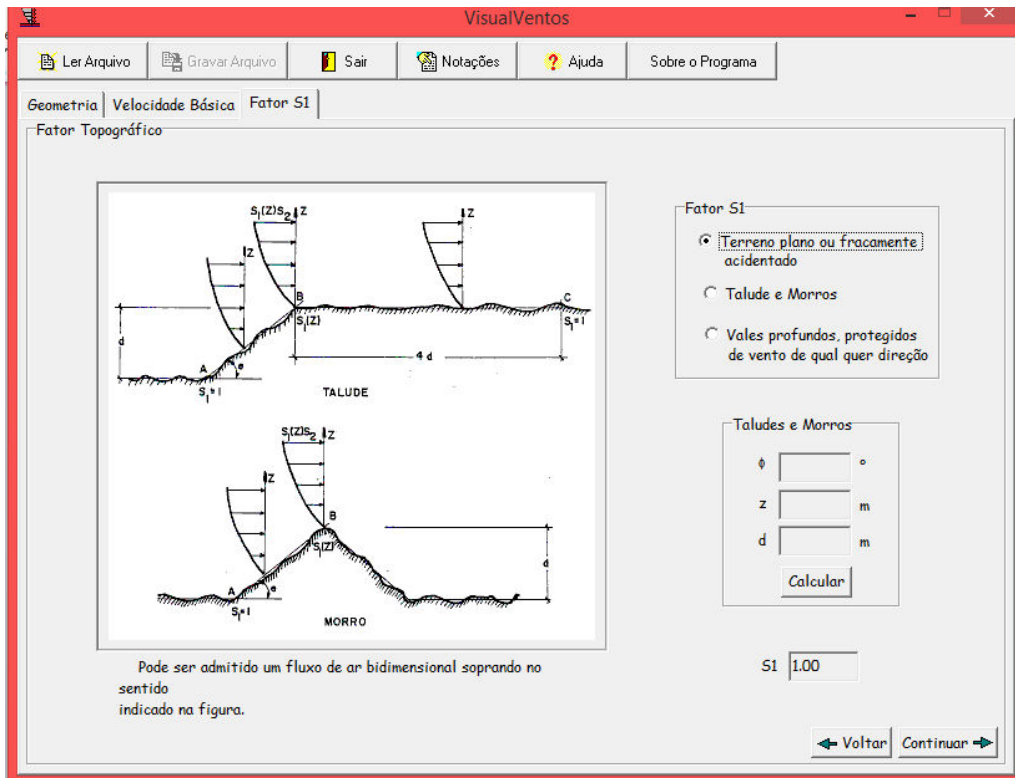 VisualVentos
Ler Arquivo
Gravar Arquivo
Sair
Notações
? Ajuda
Sobre o Programa
Geometria
Velocidade Básica
Fator S1
Fator Topográfico
S₁(Z)S₂ Z
Z
Z
B
S₁(Z)
C
S₁=1
d
A
S₁=1
4 d
TALUDE
S₁(Z)S₂ Z
Z
B
S₁(Z)
d
A
S₁=1
MORRO
Pode ser admitido um fluxo de ar bidimensional soprando no
sentido
indicado na figura.
Fator S1
Terreno plano ou fracamente
acidentado
Talude e Morros
Vales profundos, protegidos
de vento de qual quer direção
Taludes e Morros
ϕ °
z m
d m
Calcular
S1 1.00
Voltar
Continuar